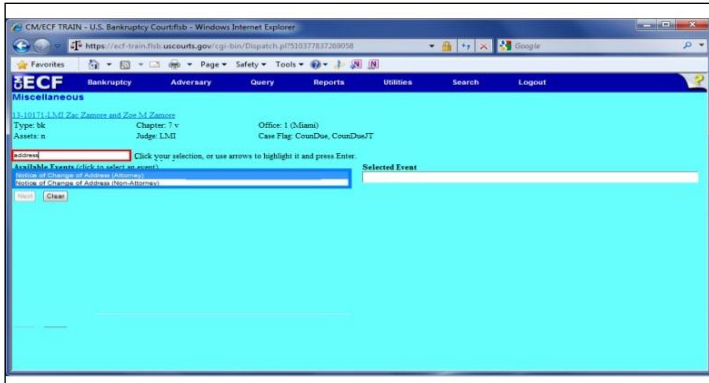 CM/ECF TRAIN - U.S. Bankruptcy Court:flsb - Windows Internet Explorer
https://ecf-train.flsb.uscourts.gov/cgi-bin/Dispatch.pl?510377837269058
Google
Favorites Page Safety Tools
ECF Bankruptcy Adversary Query Reports Utilities Search Logout ?
Miscellaneous
13-10171-LMI Zac Zamore and Zoe M Zamore
Type: bk Chapter: 7 v Office: 1 (Miami)
Assets: n Judge: LMI Case Flag: CounDue, CounDueJT
address Click your selection, or use arrows to highlight it and press Enter.
Available Events (click to select an event) Selected Event
Notice of Change of Address (Attorney)
Notice of Change of Address (Non-Attorney)
Next Clear